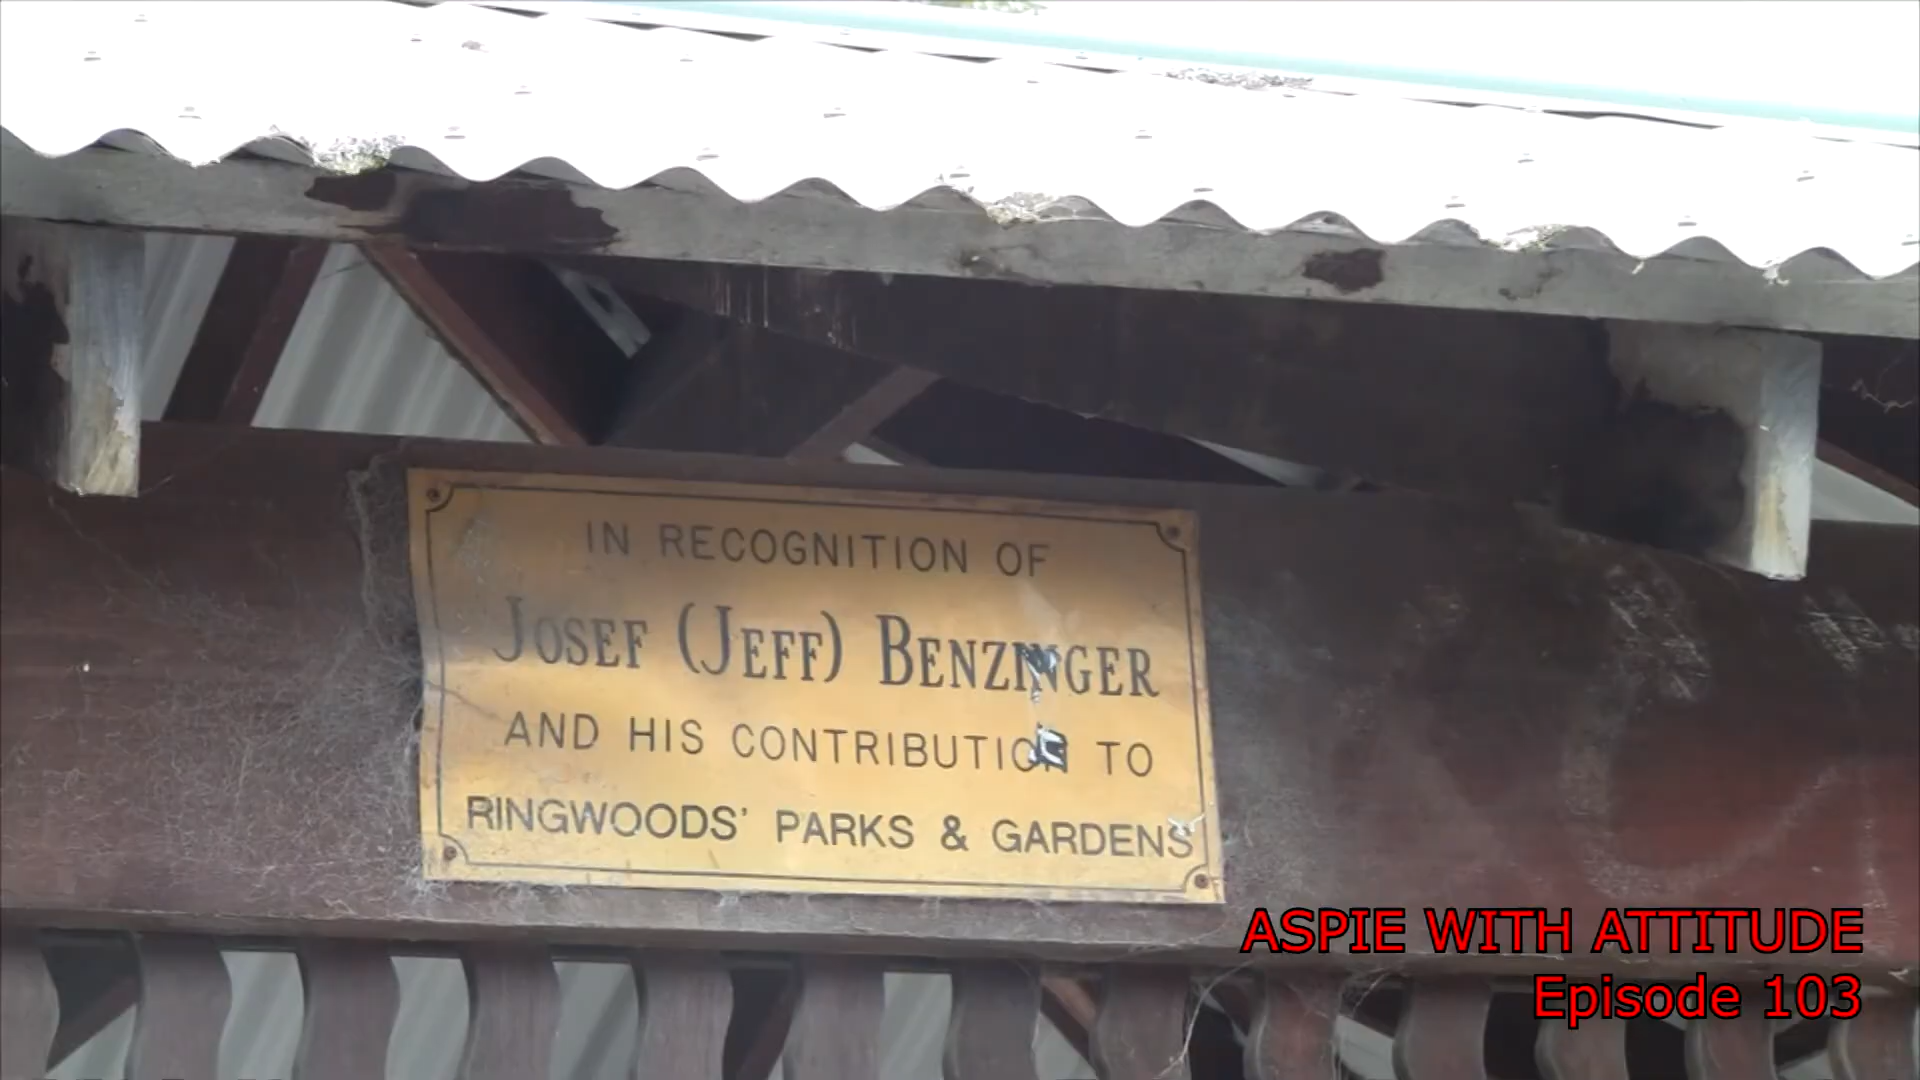 IN RECOGNITION OF
JOSEF (JEFF) BENZINGER
AND HIS CONTRIBUTION TO
RINGWOODS' PARKS & GARDENS
ASPIE WITH ATTITUDE
Episode 103